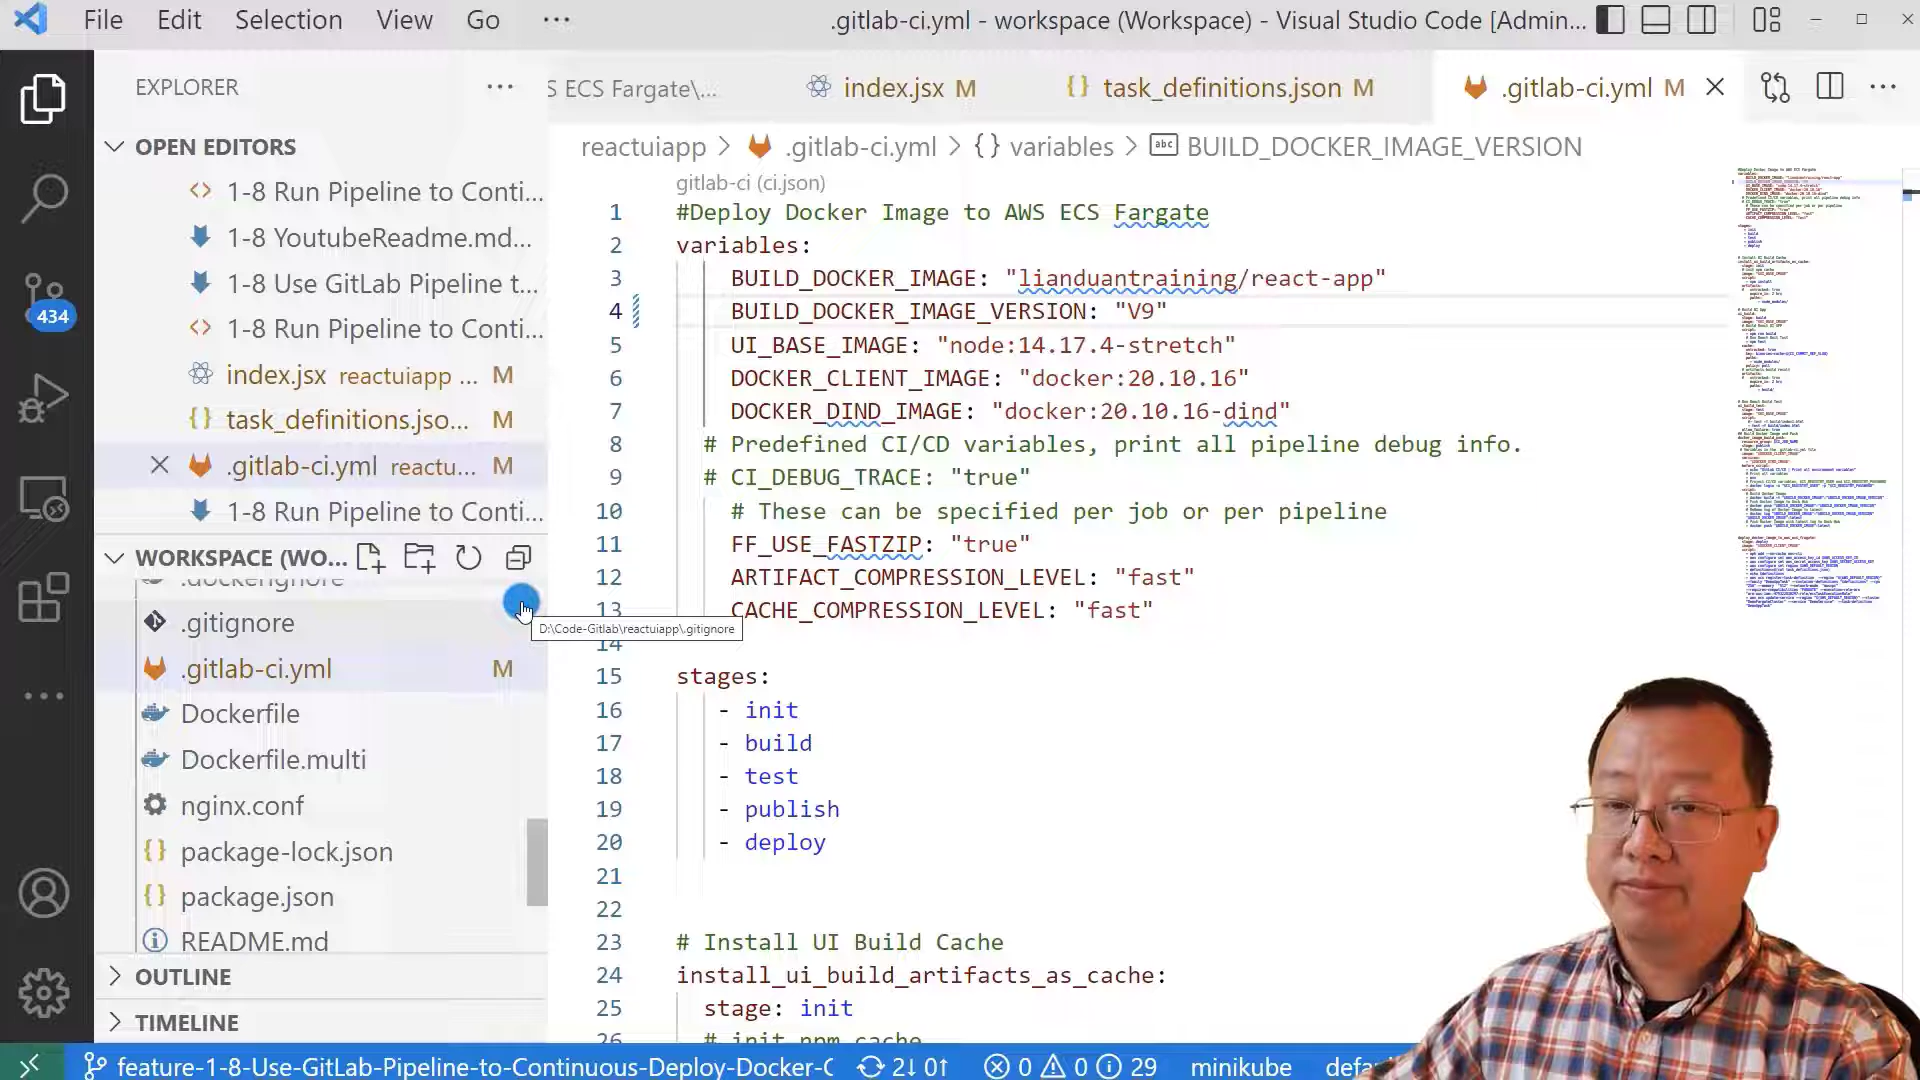 File Edit Selection View Go ...
.gitlab-ci.yml - workspace (Workspace) - Visual Studio Code [Admin...
EXPLORER
S ECS Fargate\...
index.jsx M
task_definitions.json M
.gitlab-ci.yml M
OPEN EDITORS
1-8 Run Pipeline to Conti...
1-8 YoutubeReadme.md...
1-8 Use GitLab Pipeline t...
1-8 Run Pipeline to Conti...
index.jsx reactuiapp ... M
task_definitions.jso... M
.gitlab-ci.yml reactu... M
1-8 Run Pipeline to Conti...
434
WORKSPACE (WO...
.dockerignore
.gitignore
D:\Code-Gitlab\reactuiapp\.gitignore
.gitlab-ci.yml M
Dockerfile
Dockerfile.multi
nginx.conf
package-lock.json
package.json
README.md
OUTLINE
TIMELINE
reactuiapp > .gitlab-ci.yml > {} variables > abc BUILD_DOCKER_IMAGE_VERSION
gitlab-ci (ci.json)
1 #Deploy Docker Image to AWS ECS Fargate
2 variables:
3 BUILD_DOCKER_IMAGE: "lianduantraining/react-app"
4 BUILD_DOCKER_IMAGE_VERSION: "V9"
5 UI_BASE_IMAGE: "node:14.17.4-stretch"
6 DOCKER_CLIENT_IMAGE: "docker:20.10.16"
7 DOCKER_DIND_IMAGE: "docker:20.10.16-dind"
8 # Predefined CI/CD variables, print all pipeline debug info.
9 # CI_DEBUG_TRACE: "true"
10 # These can be specified per job or per pipeline
11 FF_USE_FASTZIP: "true"
12 ARTIFACT_COMPRESSION_LEVEL: "fast"
13 CACHE_COMPRESSION_LEVEL: "fast"
14
15 stages:
16 - init
17 - build
18 - test
19 - publish
20 - deploy
21
22
23 # Install UI Build Cache
24 install_ui_build_artifacts_as_cache:
25 stage: init
26 # init npm cache
feature-1-8-Use-GitLab-Pipeline-to-Continuous-Deploy-Docker-C 2↓ 0↑ 0 0 29 minikube